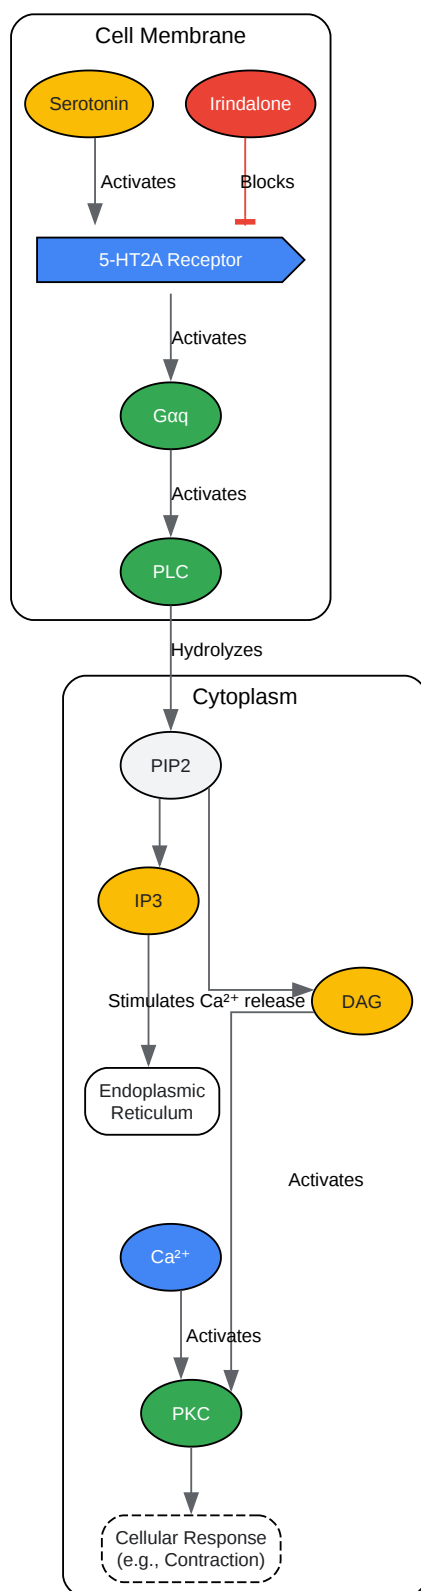 Cell Membrane
Serotonin
Irindalone
Activates
Blocks
5-HT2A Receptor
Activates
Gαq
Activates
PLC
Hydrolyzes
Cytoplasm
PIP2
IP3
Stimulates Ca²⁺ release
DAG
Endoplasmic
Reticulum
Activates
Ca²⁺
Activates
PKC
Cellular Response
(e.g., Contraction)